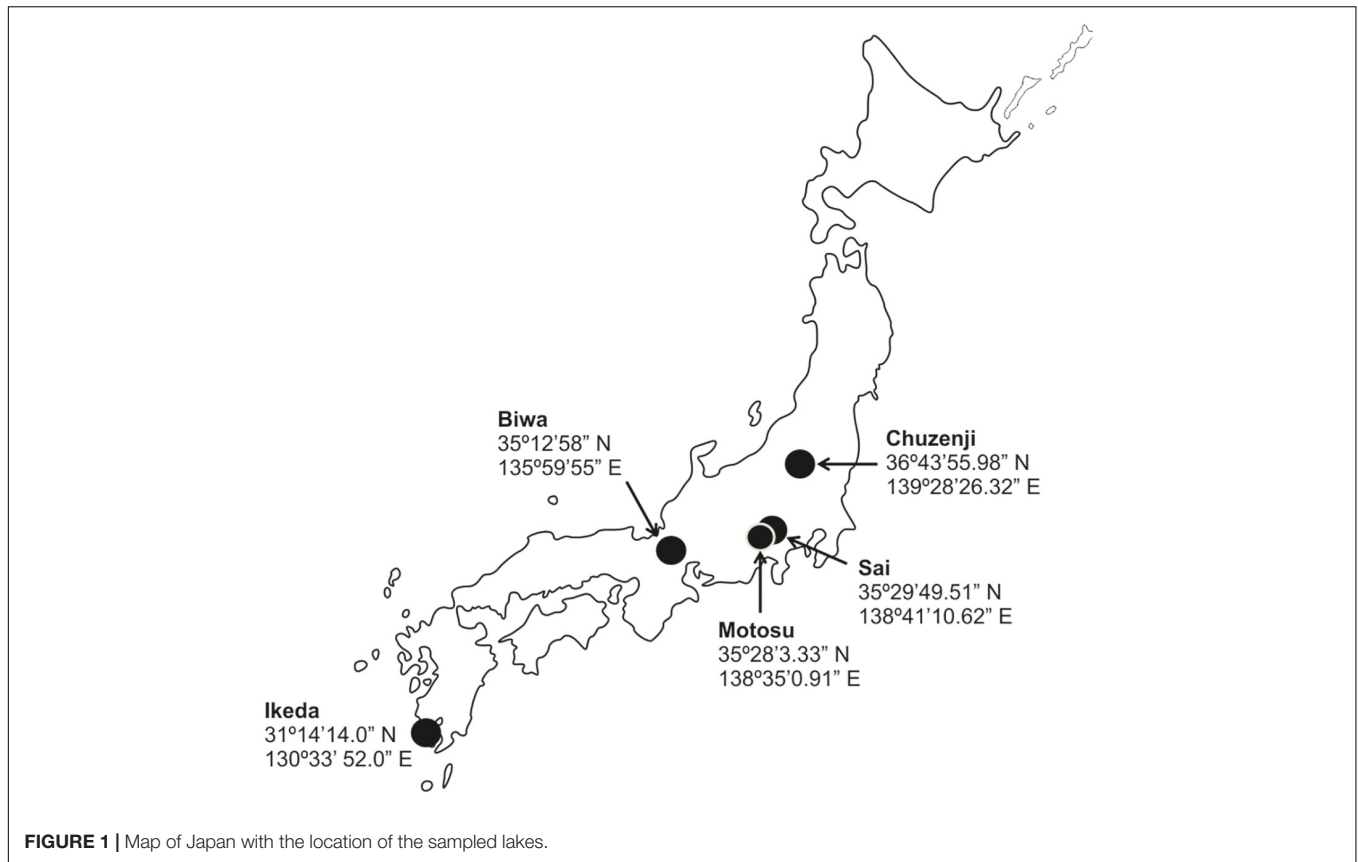 Biwa
35º12’58” N
135º59’55” E
Chuzenji
36º43’55.98” N
139º28’26.32” E
Sai
35º29’49.51” N
138º41’10.62” E
Motosu
35º28’3.33” N
138º35’0.91” E
Ikeda
31º14’14.0” N
130º33’ 52.0” E
FIGURE 1 | Map of Japan with the location of the sampled lakes.